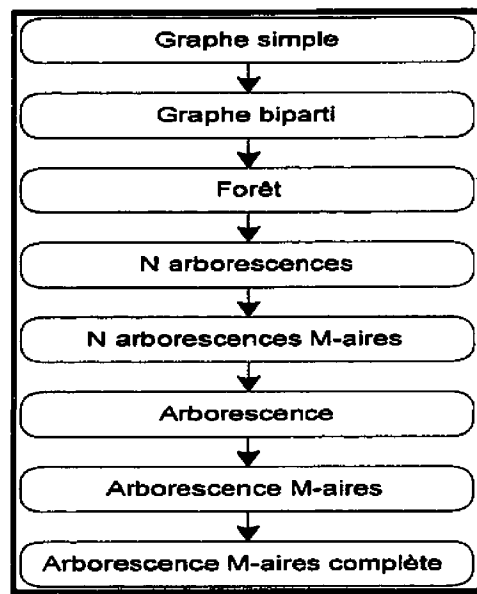 Graphe simple
Graphe biparti
Forêt
N arborescences
N arborescences M-aires
Arborescence
Arborescence M-aires
Arborescence M-aires complète